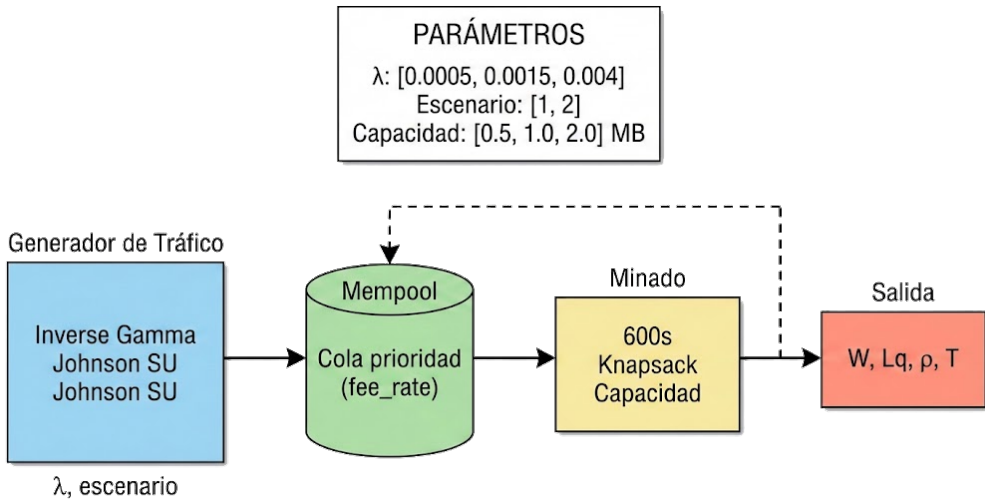 PARÁMETROS
λ: [0.0005, 0.0015, 0.004]
Escenario: [1, 2]
Capacidad: [0.5, 1.0, 2.0] MB
Generador de Tráfico
Inverse Gamma
Johnson SU
Johnson SU
λ, escenario
Mempool
Cola prioridad
(fee_rate)
Minado
600s
Knapsack
Capacidad
Salida
W, Lq, ρ, T